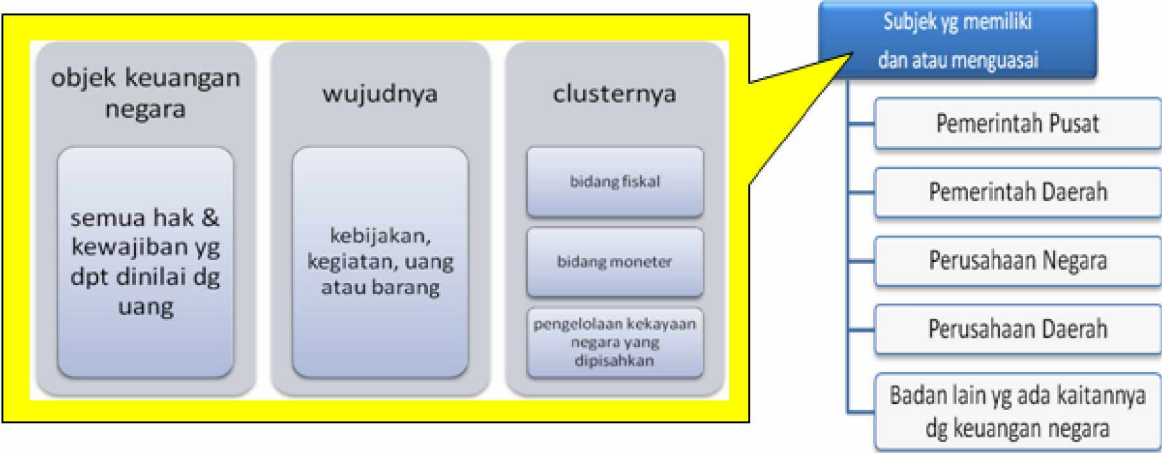 objek keuangan
negara
semua hak &
kewajiban yg
dpt dinilai dg
uang
wujudnya
kebijakan,
kegiatan, uang
atau barang
clusternya
bidang fiskal
bidang moneter
pengelolaan kekayaan
negara yang
dipisahkan
Subjek yg memiliki
dan atau menguasai
Pemerintah Pusat
Pemerintah Daerah
Perusahaan Negara
Perusahaan Daerah
Badan lain yg ada kaitannya
dg keuangan negara